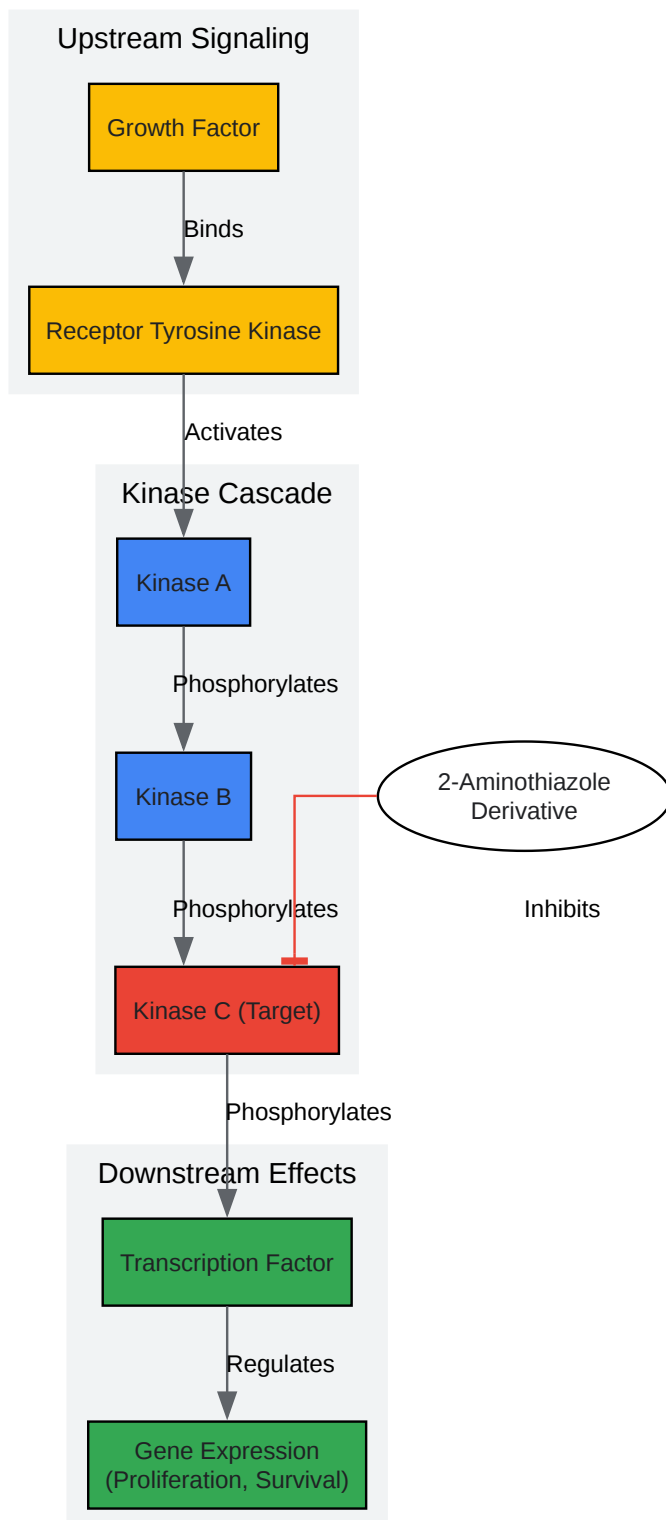 Upstream Signaling
Growth Factor
Binds
Receptor Tyrosine Kinase
Activates
Kinase Cascade
Kinase A
Phosphorylates
Kinase B
2-Aminothiazole
Derivative
Phosphorylates
Inhibits
Kinase C (Target)
Phosphorylates
Downstream Effects
Transcription Factor
Regulates
Gene Expression
(Proliferation, Survival)